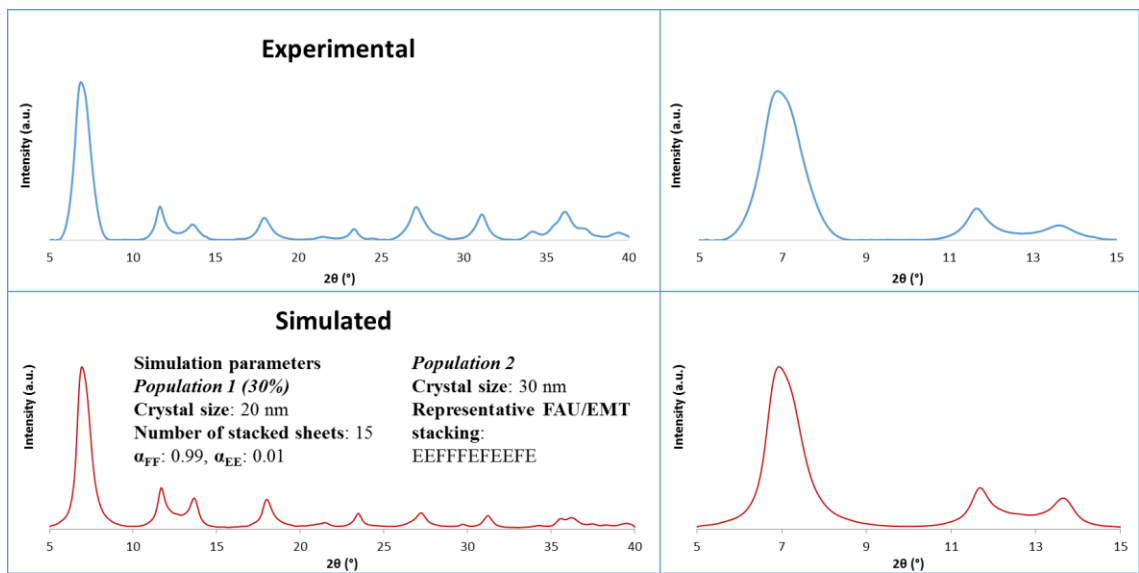 Experimental
Intensity (a.u.)
5 10 15 20 25 30 35 40
2θ (°)
Intensity (a.u.)
5 7 9 11 13 15
2θ (°)
Simulated
Simulation parameters
Population 1 (30%)
Crystal size: 20 nm
Number of stacked sheets: 15
αFF: 0.99, αEE: 0.01
Population 2
Crystal size: 30 nm
Representative FAU/EMT
stacking:
EEFFFEFEEFE
Intensity (a.u.)
5 10 15 20 25 30 35 40
2θ (°)
Intensity (a.u.)
5 7 9 11 13 15
2θ (°)